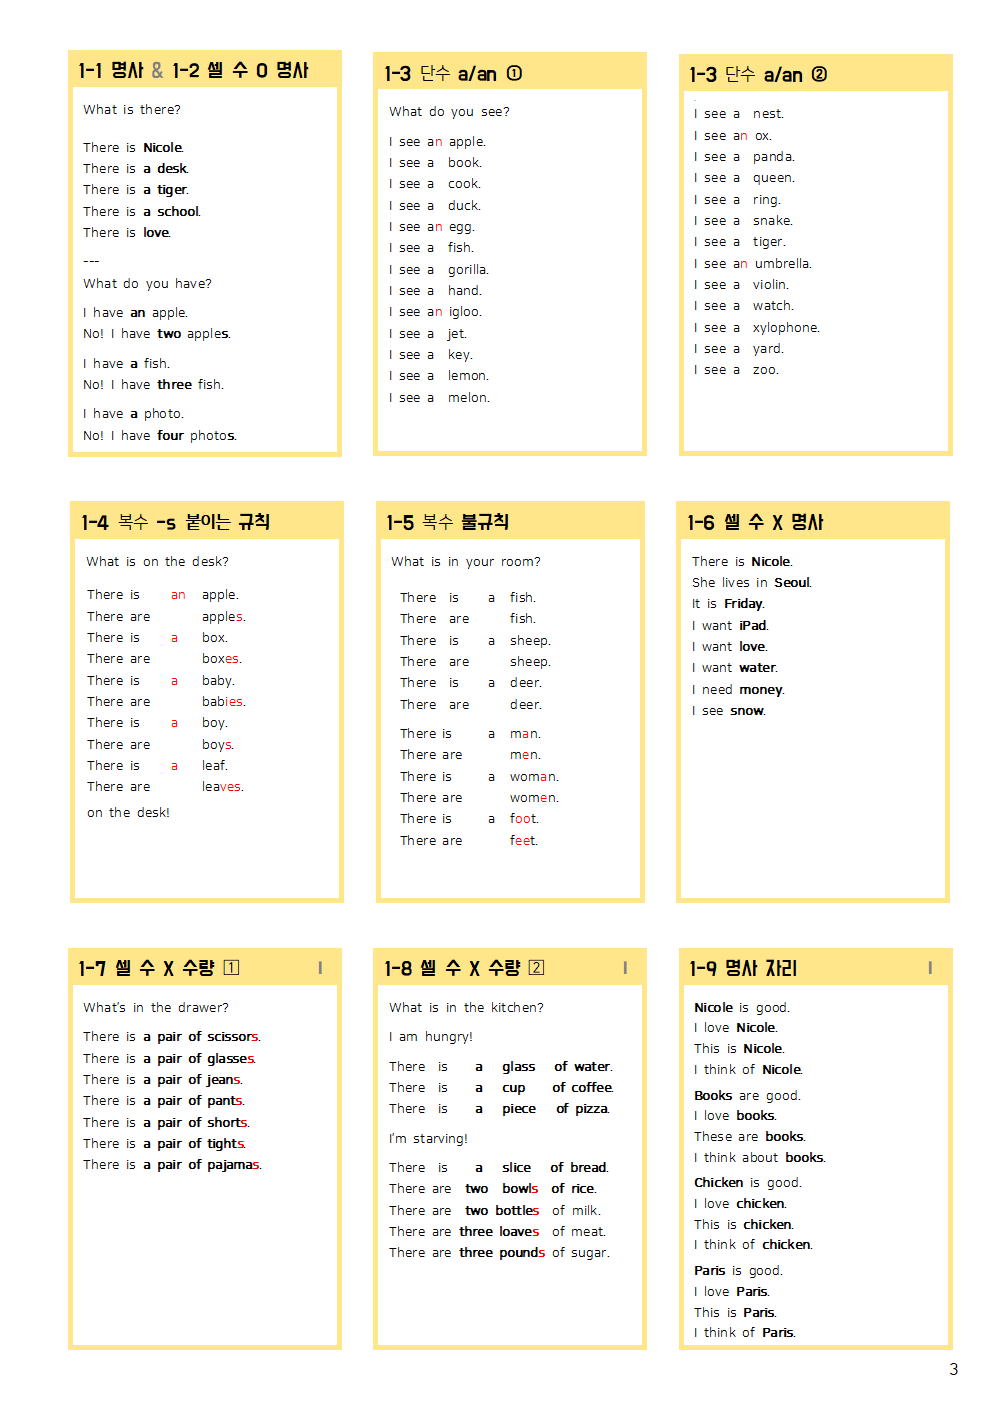 1-1 명사 & 1-2 셀 수 O 명사
What is there?
There is Nicole.
There is a desk.
There is a tiger.
There is a school.
There is love.
---
What do you have?
I have an apple.
No! I have two apples.
I have a fish.
No! I have three fish.
I have a photo.
No! I have four photos.
1-3 단수 a/an ①
What do you see?
I see an apple.
I see a book.
I see a cook.
I see a duck.
I see an egg.
I see a fish.
I see a gorilla.
I see a hand.
I see an igloo.
I see a jet.
I see a key.
I see a lemon.
I see a melon.
1-3 단수 a/an ②
I see a nest.
I see an ox.
I see a panda.
I see a queen.
I see a ring.
I see a snake.
I see a tiger.
I see an umbrella.
I see a violin.
I see a watch.
I see a xylophone.
I see a yard.
I see a zoo.
1-4 복수 -s 붙이는 규칙
What is on the desk?
There is an apple.
There are apples.
There is a box.
There are boxes.
There is a baby.
There are babies.
There is a boy.
There are boys.
There is a leaf.
There are leaves.
on the desk!
1-5 복수 불규칙
What is in your room?
There is a fish.
There are fish.
There is a sheep.
There are sheep.
There is a deer.
There are deer.
There is a man.
There are men.
There is a woman.
There are women.
There is a foot.
There are feet.
1-6 셀 수 X 명사
There is Nicole.
She lives in Seoul.
It is Friday.
I want iPad.
I want love.
I want water.
I need money.
I see snow.
1-7 셀 수 X 수량 1 I
What's in the drawer?
There is a pair of scissors.
There is a pair of glasses.
There is a pair of jeans.
There is a pair of pants.
There is a pair of shorts.
There is a pair of tights.
There is a pair of pajamas.
1-8 셀 수 X 수량 2 I
What is in the kitchen?
I am hungry!
There is a glass of water.
There is a cup of coffee.
There is a piece of pizza.
I'm starving!
There is a slice of bread.
There are two bowls of rice.
There are two bottles of milk.
There are three loaves of meat.
There are three pounds of sugar.
1-9 명사 자리 I
Nicole is good.
I love Nicole.
This is Nicole.
I think of Nicole.
Books are good.
I love books.
These are books.
I think about books.
Chicken is good.
I love chicken.
This is chicken.
I think of chicken.
Paris is good.
I love Paris.
This is Paris.
I think of Paris.
3